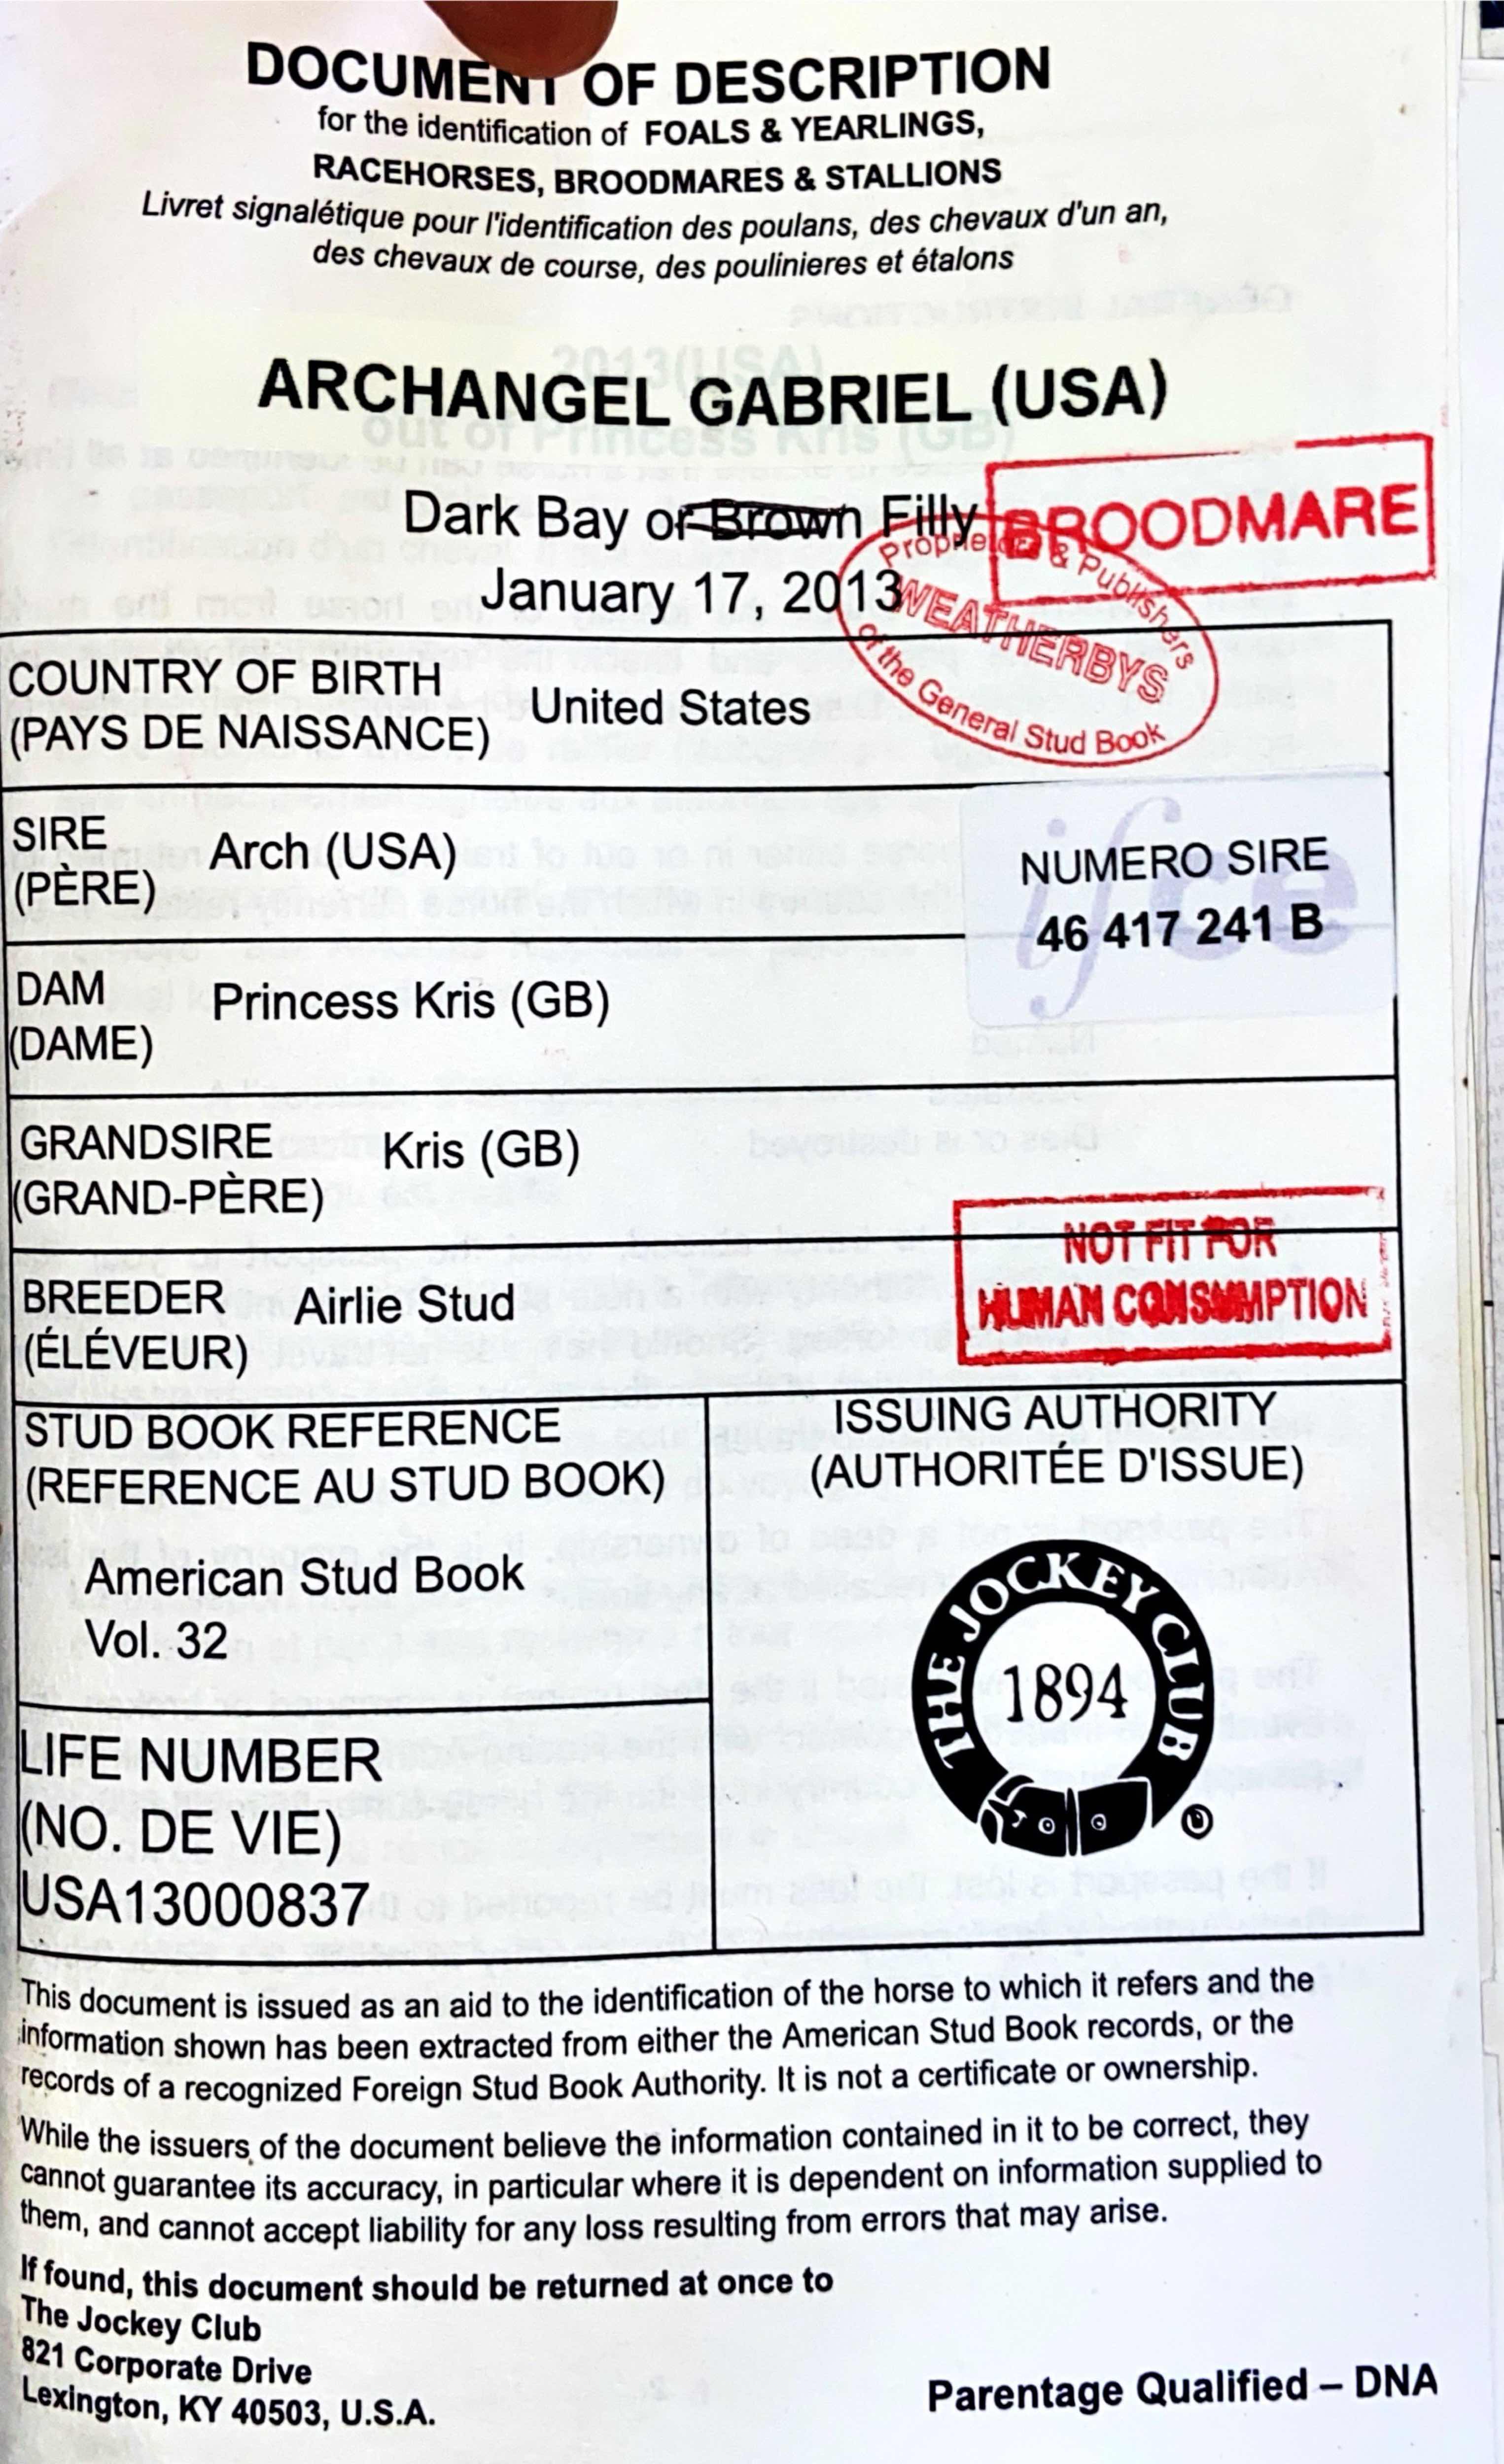 DOCUMENT OF DESCRIPTION
for the identification of FOALS & YEARLINGS,
RACEHORSES, BROODMARES & STALLIONS
Livret signalétique pour l'identification des poulans, des chevaux d'un an,
des chevaux de course, des poulinieres et étalons
2013(USA)
ARCHANGEL GABRIEL (USA)
out of Princess Kris (GB)
Dark Bay or Brown Filly
BROODMARE
January 17, 2013
Proprietors & Publishers
WEATHERBYS
of the General Stud Book
COUNTRY OF BIRTH
(PAYS DE NAISSANCE)
United States
SIRE
(PÈRE)
Arch (USA)
ifce
NUMERO SIRE
46 417 241 B
DAM
(DAME)
Princess Kris (GB)
GRANDSIRE
(GRAND-PÈRE)
Kris (GB)
NOT FIT FOR
HUMAN CONSUMPTION
BREEDER
(ÉLÉVEUR)
Airlie Stud
STUD BOOK REFERENCE
(REFERENCE AU STUD BOOK)
American Stud Book
Vol. 32
ISSUING AUTHORITY
(AUTHORITÉE D'ISSUE)
THE JOCKEY CLUB
1894
®
LIFE NUMBER
(NO. DE VIE)
USA13000837
This document is issued as an aid to the identification of the horse to which it refers and the
information shown has been extracted from either the American Stud Book records, or the
records of a recognized Foreign Stud Book Authority. It is not a certificate or ownership.
While the issuers of the document believe the information contained in it to be correct, they
cannot guarantee its accuracy, in particular where it is dependent on information supplied to
them, and cannot accept liability for any loss resulting from errors that may arise.
If found, this document should be returned at once to
The Jockey Club
821 Corporate Drive
Lexington, KY 40503, U.S.A.
Parentage Qualified – DNA